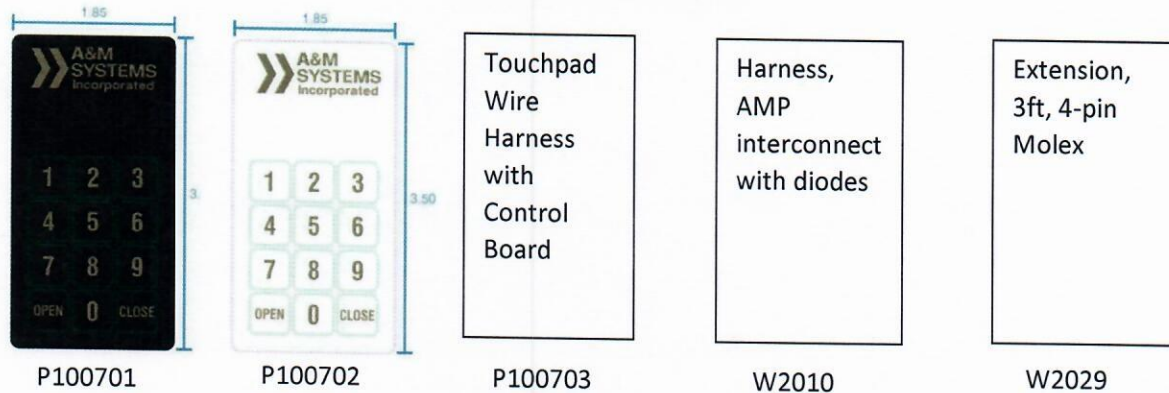 1.85
A&M
SYSTEMS
Incorporated
1 2 3
4 5 6
7 8 9
OPEN 0 CLOSE
3.
P100701
1.85
A&M
SYSTEMS
Incorporated
1 2 3
4 5 6
7 8 9
OPEN 0 CLOSE
3.50
P100702
Touchpad
Wire
Harness
with
Control
Board
P100703
Harness,
AMP
interconnect
with diodes
W2010
Extension,
3ft, 4-pin
Molex
W2029